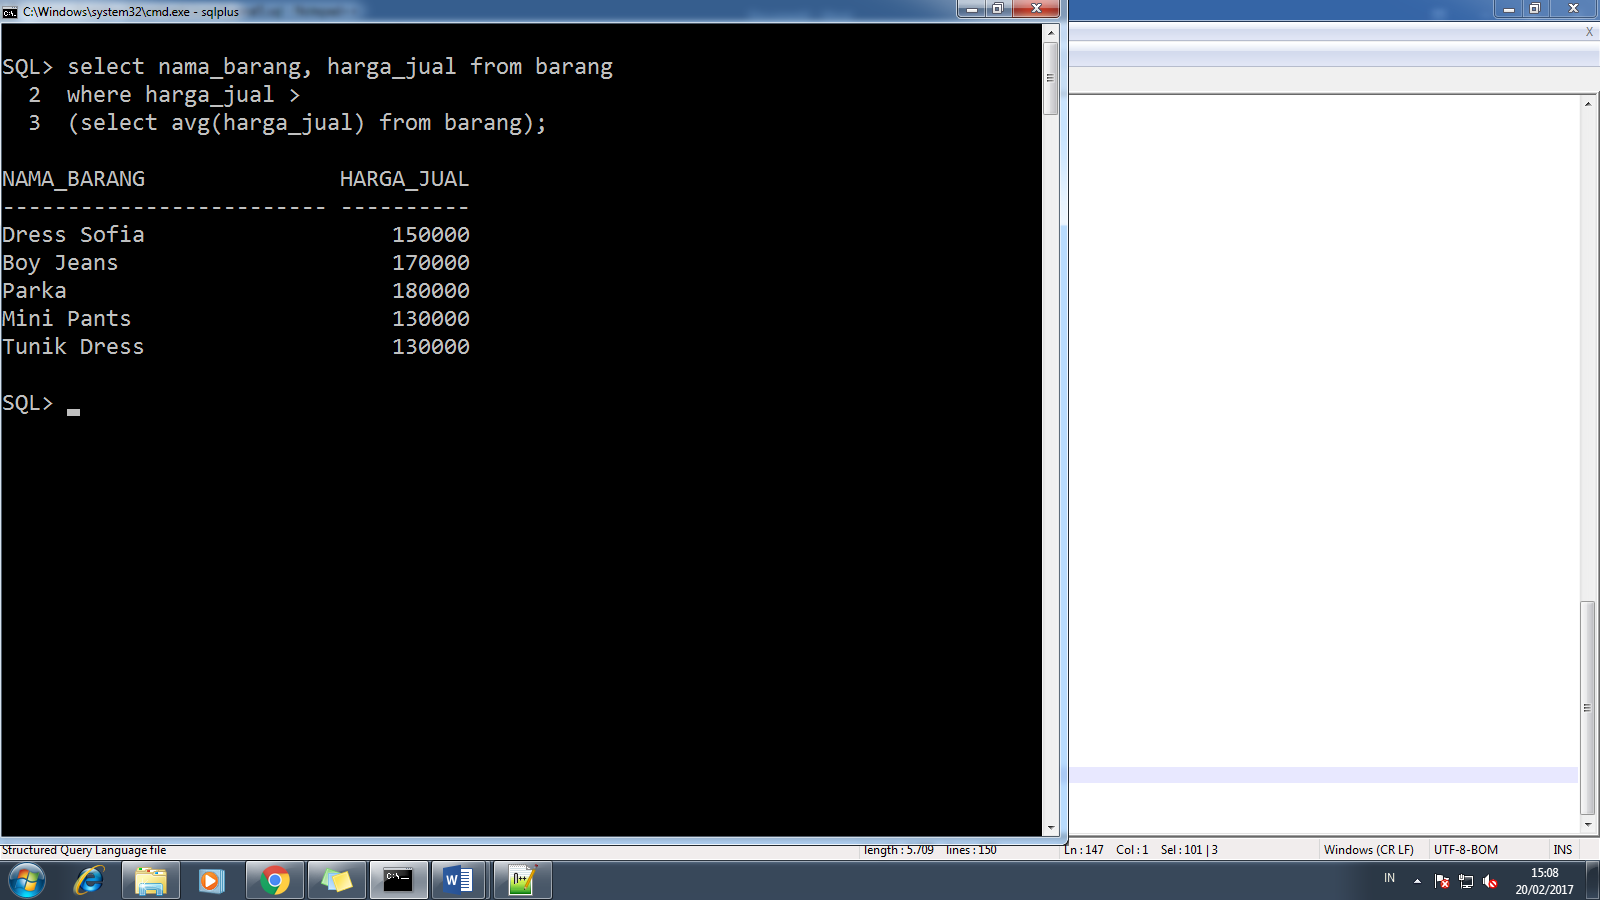 C:\Windows\system32\cmd.exe - sqlplus
SQL> select nama_barang, harga_jual from barang
2 where harga_jual >
3 (select avg(harga_jual) from barang);
NAMA_BARANG HARGA_JUAL
------------------------- ----------
Dress Sofia 150000
Boy Jeans 170000
Parka 180000
Mini Pants 130000
Tunik Dress 130000
SQL>
Structured Query Language file length : 5.709 lines : 150 Ln : 147 Col : 1 Sel : 101 | 3 Windows (CR LF) UTF-8-BOM INS
IN 15:08
20/02/2017